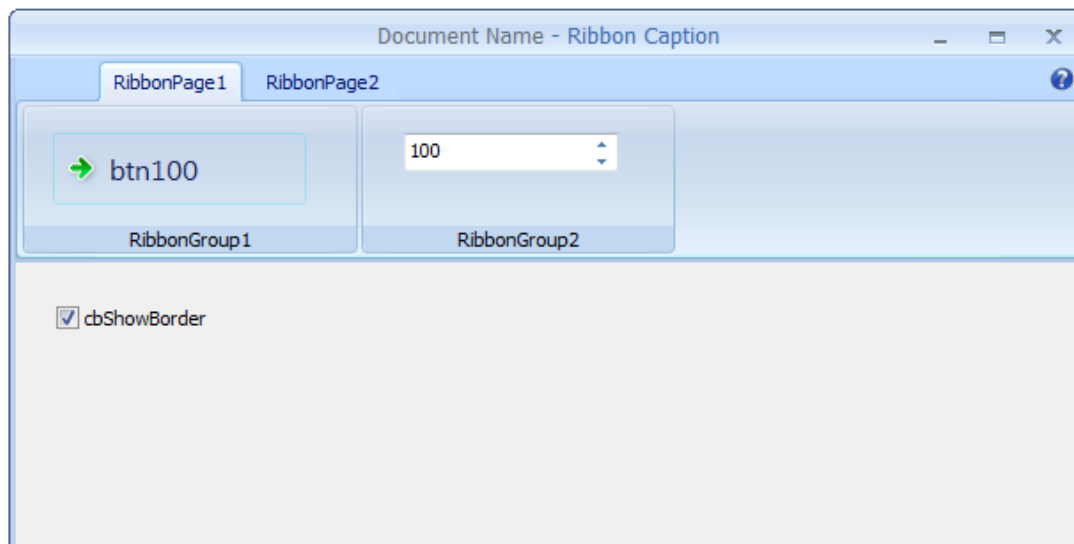 Document Name - Ribbon Caption
RibbonPage1 RibbonPage2
btn100 100
RibbonGroup1 RibbonGroup2
cbShowBorder